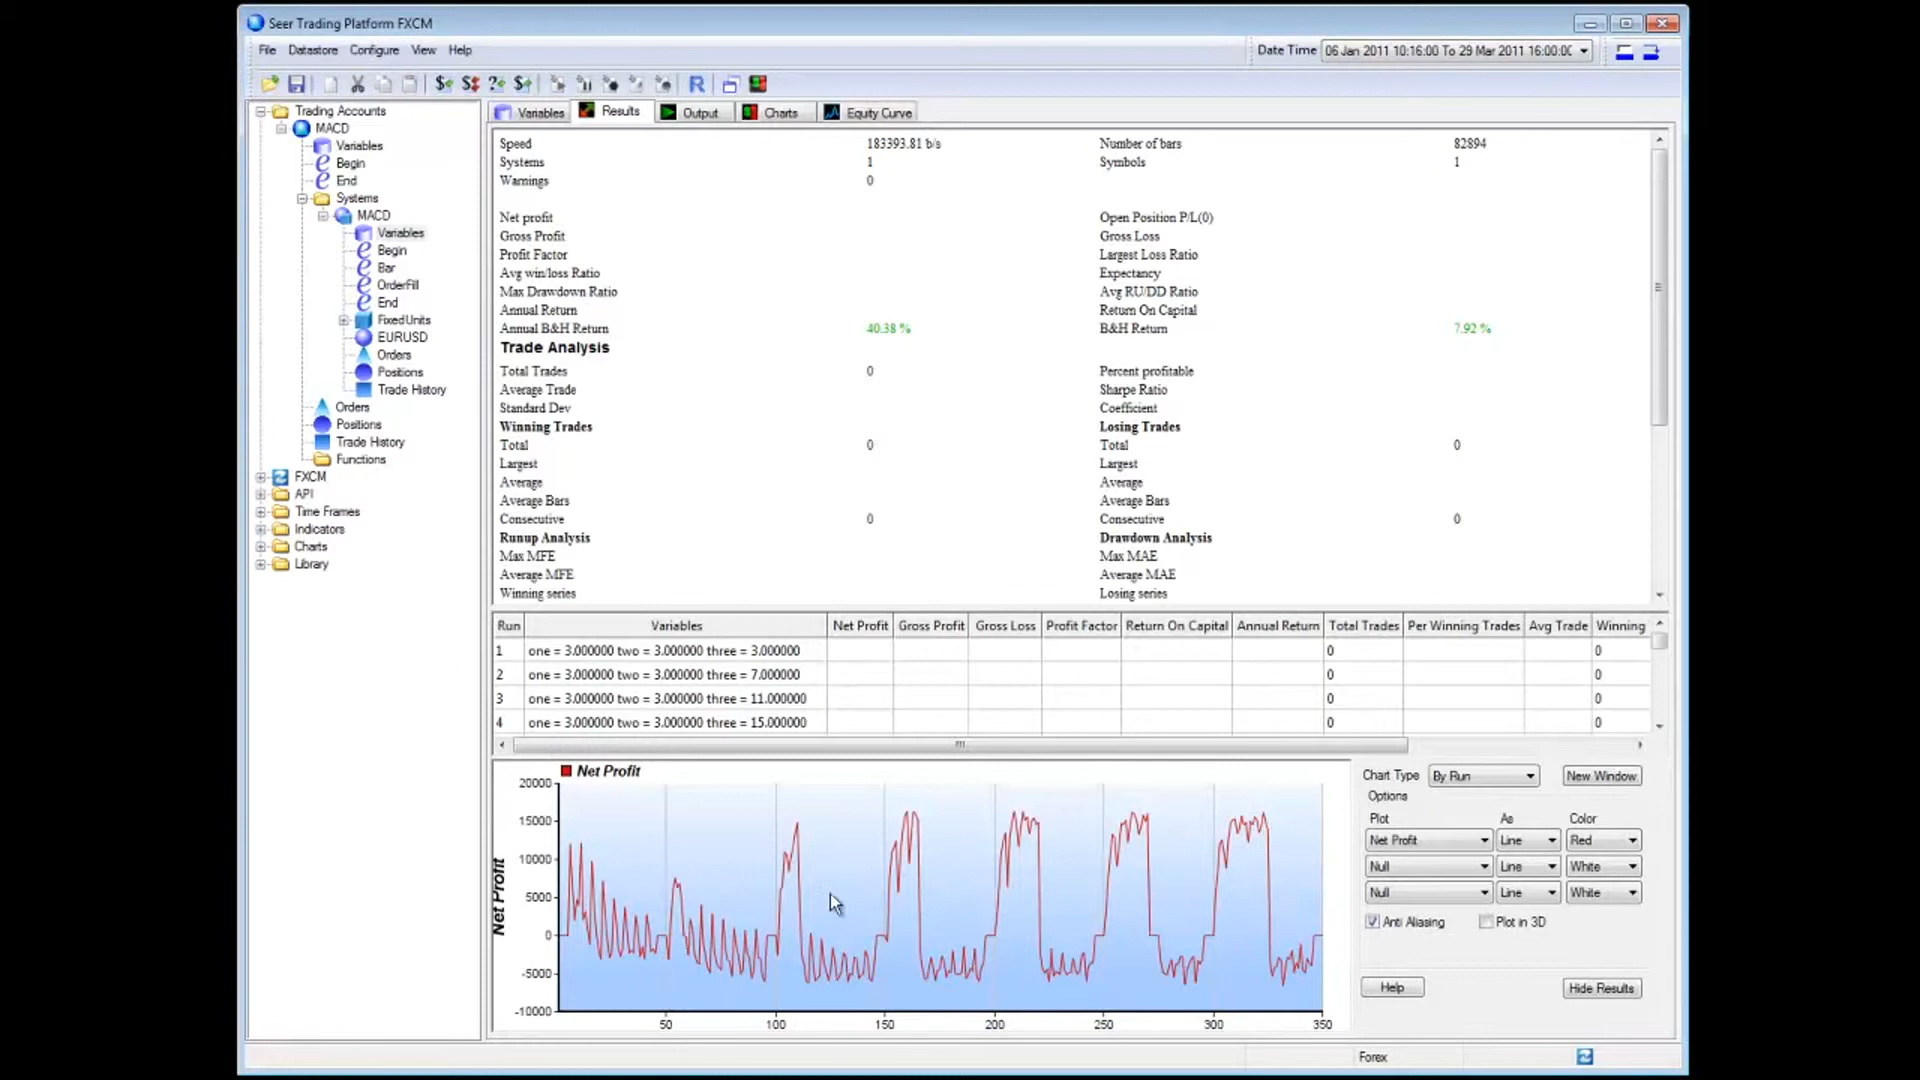 Seer Trading Platform FXCM
File Datastore Configure View Help
Date Time 06 Jan 2011 10:16:00 To 29 Mar 2011 16:00:00
Trading Accounts
MACD
Variables
Begin
End
Systems
MACD
Variables
Begin
Bar
OrderFill
End
FixedUnits
EURUSD
Orders
Positions
Trade History
Orders
Positions
Trade History
Functions
FXCM
API
Time Frames
Indicators
Charts
Library
Variables Results Output Charts Equity Curve
Speed 183393.81 b/s Number of bars 82894
Systems 1 Symbols 1
Warnings 0
Net profit Open Position P/L(0)
Gross Profit Gross Loss
Profit Factor Largest Loss Ratio
Avg win/loss Ratio Expectancy
Max Drawdown Ratio Avg RU/DD Ratio
Annual Return Return On Capital
Annual B&H Return 40.38 % B&H Return 7.92 %
Trade Analysis
Total Trades 0 Percent profitable
Average Trade Sharpe Ratio
Standard Dev Coefficient
Winning Trades Losing Trades
Total 0 Total 0
Largest Largest
Average Average
Average Bars Average Bars
Consecutive 0 Consecutive 0
Runup Analysis Drawdown Analysis
Max MFE Max MAE
Average MFE Average MAE
Winning series Losing series
Run Variables Net Profit Gross Profit Gross Loss Profit Factor Return On Capital Annual Return Total Trades Per Winning Trades Avg Trade Winning
1 one = 3.000000 two = 3.000000 three = 3.000000 0 0
2 one = 3.000000 two = 3.000000 three = 7.000000 0 0
3 one = 3.000000 two = 3.000000 three = 11.000000 0 0
4 one = 3.000000 two = 3.000000 three = 15.000000 0 0
Net Profit
Net Profit
20000
15000
10000
5000
0
-5000
-10000
50 100 150 200 250 300 350
Chart Type By Run New Window
Options
Plot As Color
Net Profit Line Red
Null Line White
Null Line White
Anti Aliasing Plot in 3D
Help Hide Results
Forex